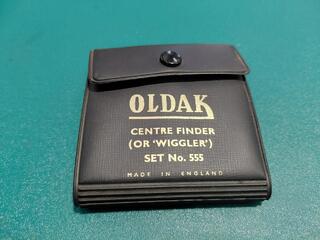 OLDAK
CENTRE FINDER
(OR 'WIGGLER')
SET No. 555
MADE IN ENGLAND